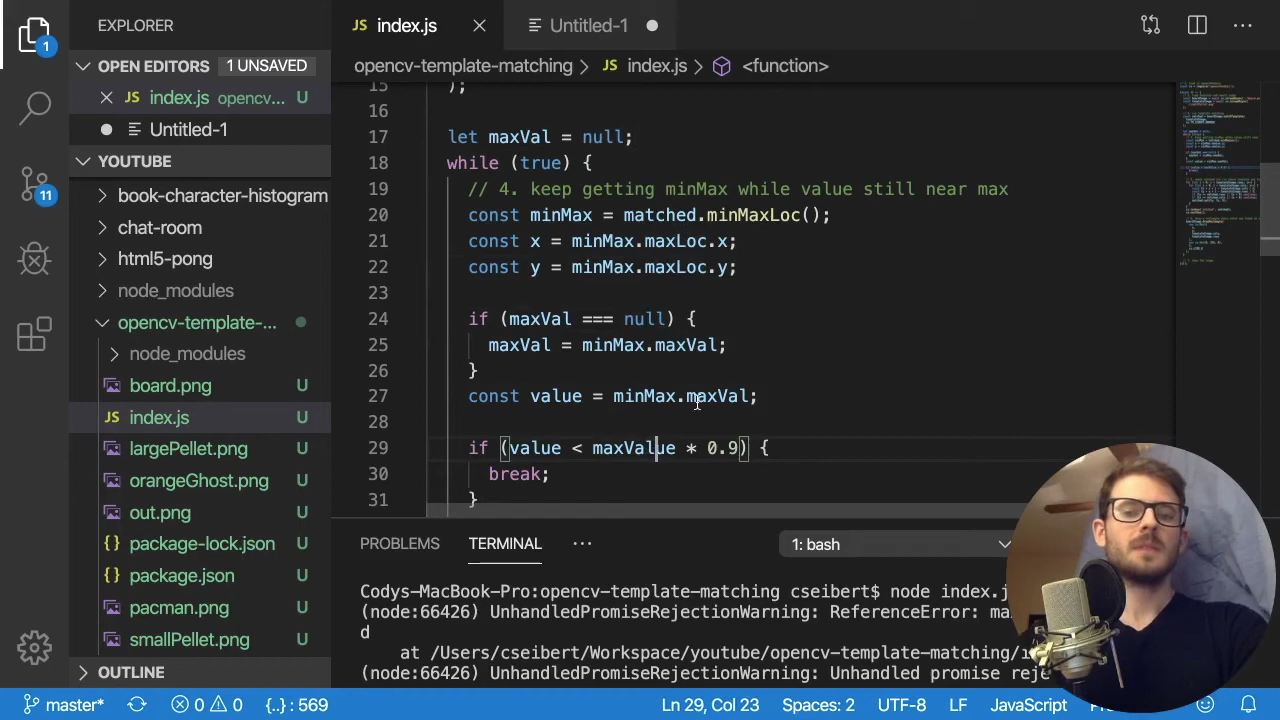 EXPLORER
JS index.js
Untitled-1
OPEN EDITORS 1 UNSAVED
opencv-template-matching > JS index.js > <function>
JS index.js opencv... U
Untitled-1
YOUTUBE
book-character-histogram
chat-room
html5-pong
node_modules
opencv-template-...
node_modules
board.png U
JS index.js U
largePellet.png U
orangeGhost.png U
out.png U
{} package-lock.json U
{} package.json U
pacman.png U
smallPellet.png U
OUTLINE
1
11
15 );
16
17 let maxVal = null;
18 while (true) {
19 // 4. keep getting minMax while value still near max
20 const minMax = matched.minMaxLoc();
21 const x = minMax.maxLoc.x;
22 const y = minMax.maxLoc.y;
23
24 if (maxVal === null) {
25 maxVal = minMax.maxVal;
26 }
27 const value = minMax.maxVal;
28
29 if (value < maxValue * 0.9) {
30 break;
31 }
PROBLEMS TERMINAL ... 1: bash
Codys-MacBook-Pro:opencv-template-matching cseibert$ node index.j
(node:66426) UnhandledPromiseRejectionWarning: ReferenceError: ma
d
at /Users/cseibert/Workspace/youtube/opencv-template-matching/
(node:66426) UnhandledPromiseRejectionWarning: Unhandled promise reje
master* 0 0 {..} : 569 Ln 29, Col 23 Spaces: 2 UTF-8 LF JavaScript